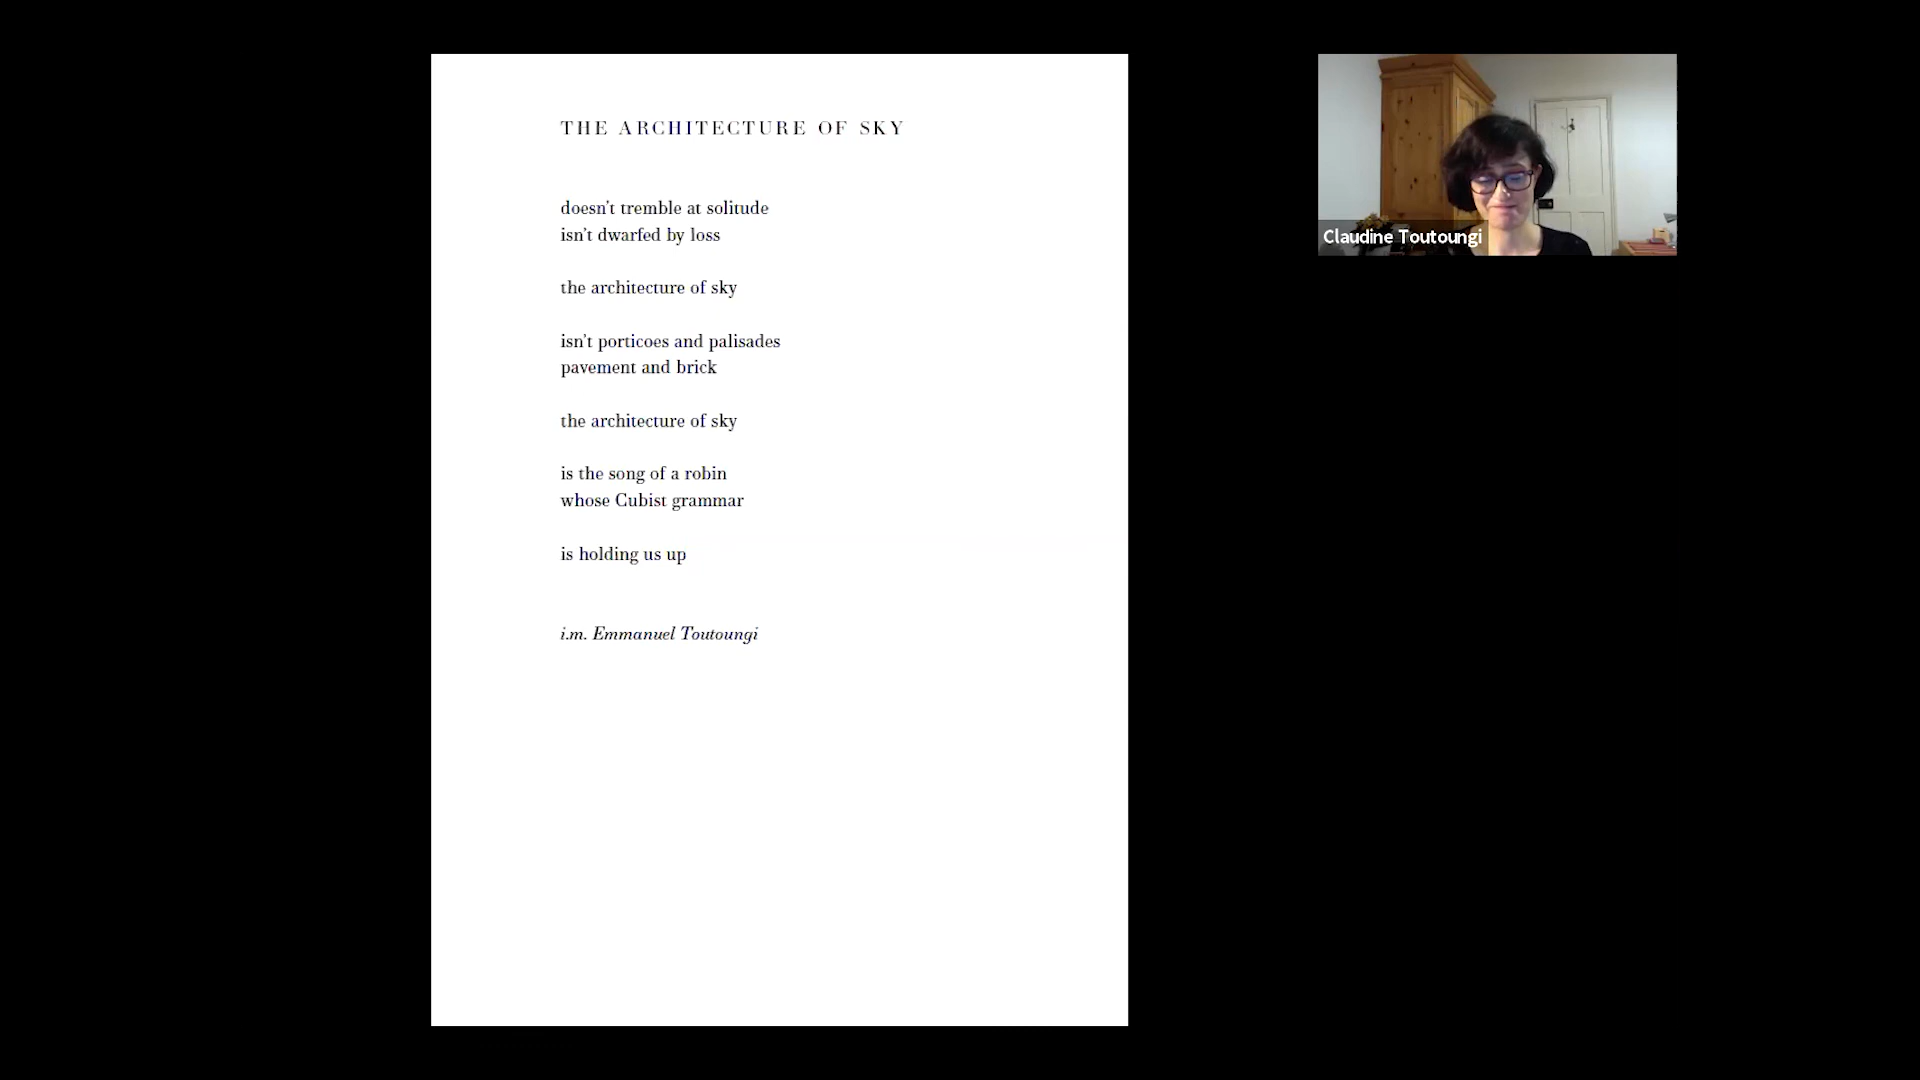 THE ARCHITECTURE OF SKY
doesn't tremble at solitude
isn't dwarfed by loss
the architecture of sky
isn't porticoes and palisades
pavement and brick
the architecture of sky
is the song of a robin
whose Cubist grammar
is holding us up
i.m. Emmanuel Toutoungi
Claudine Toutoungi